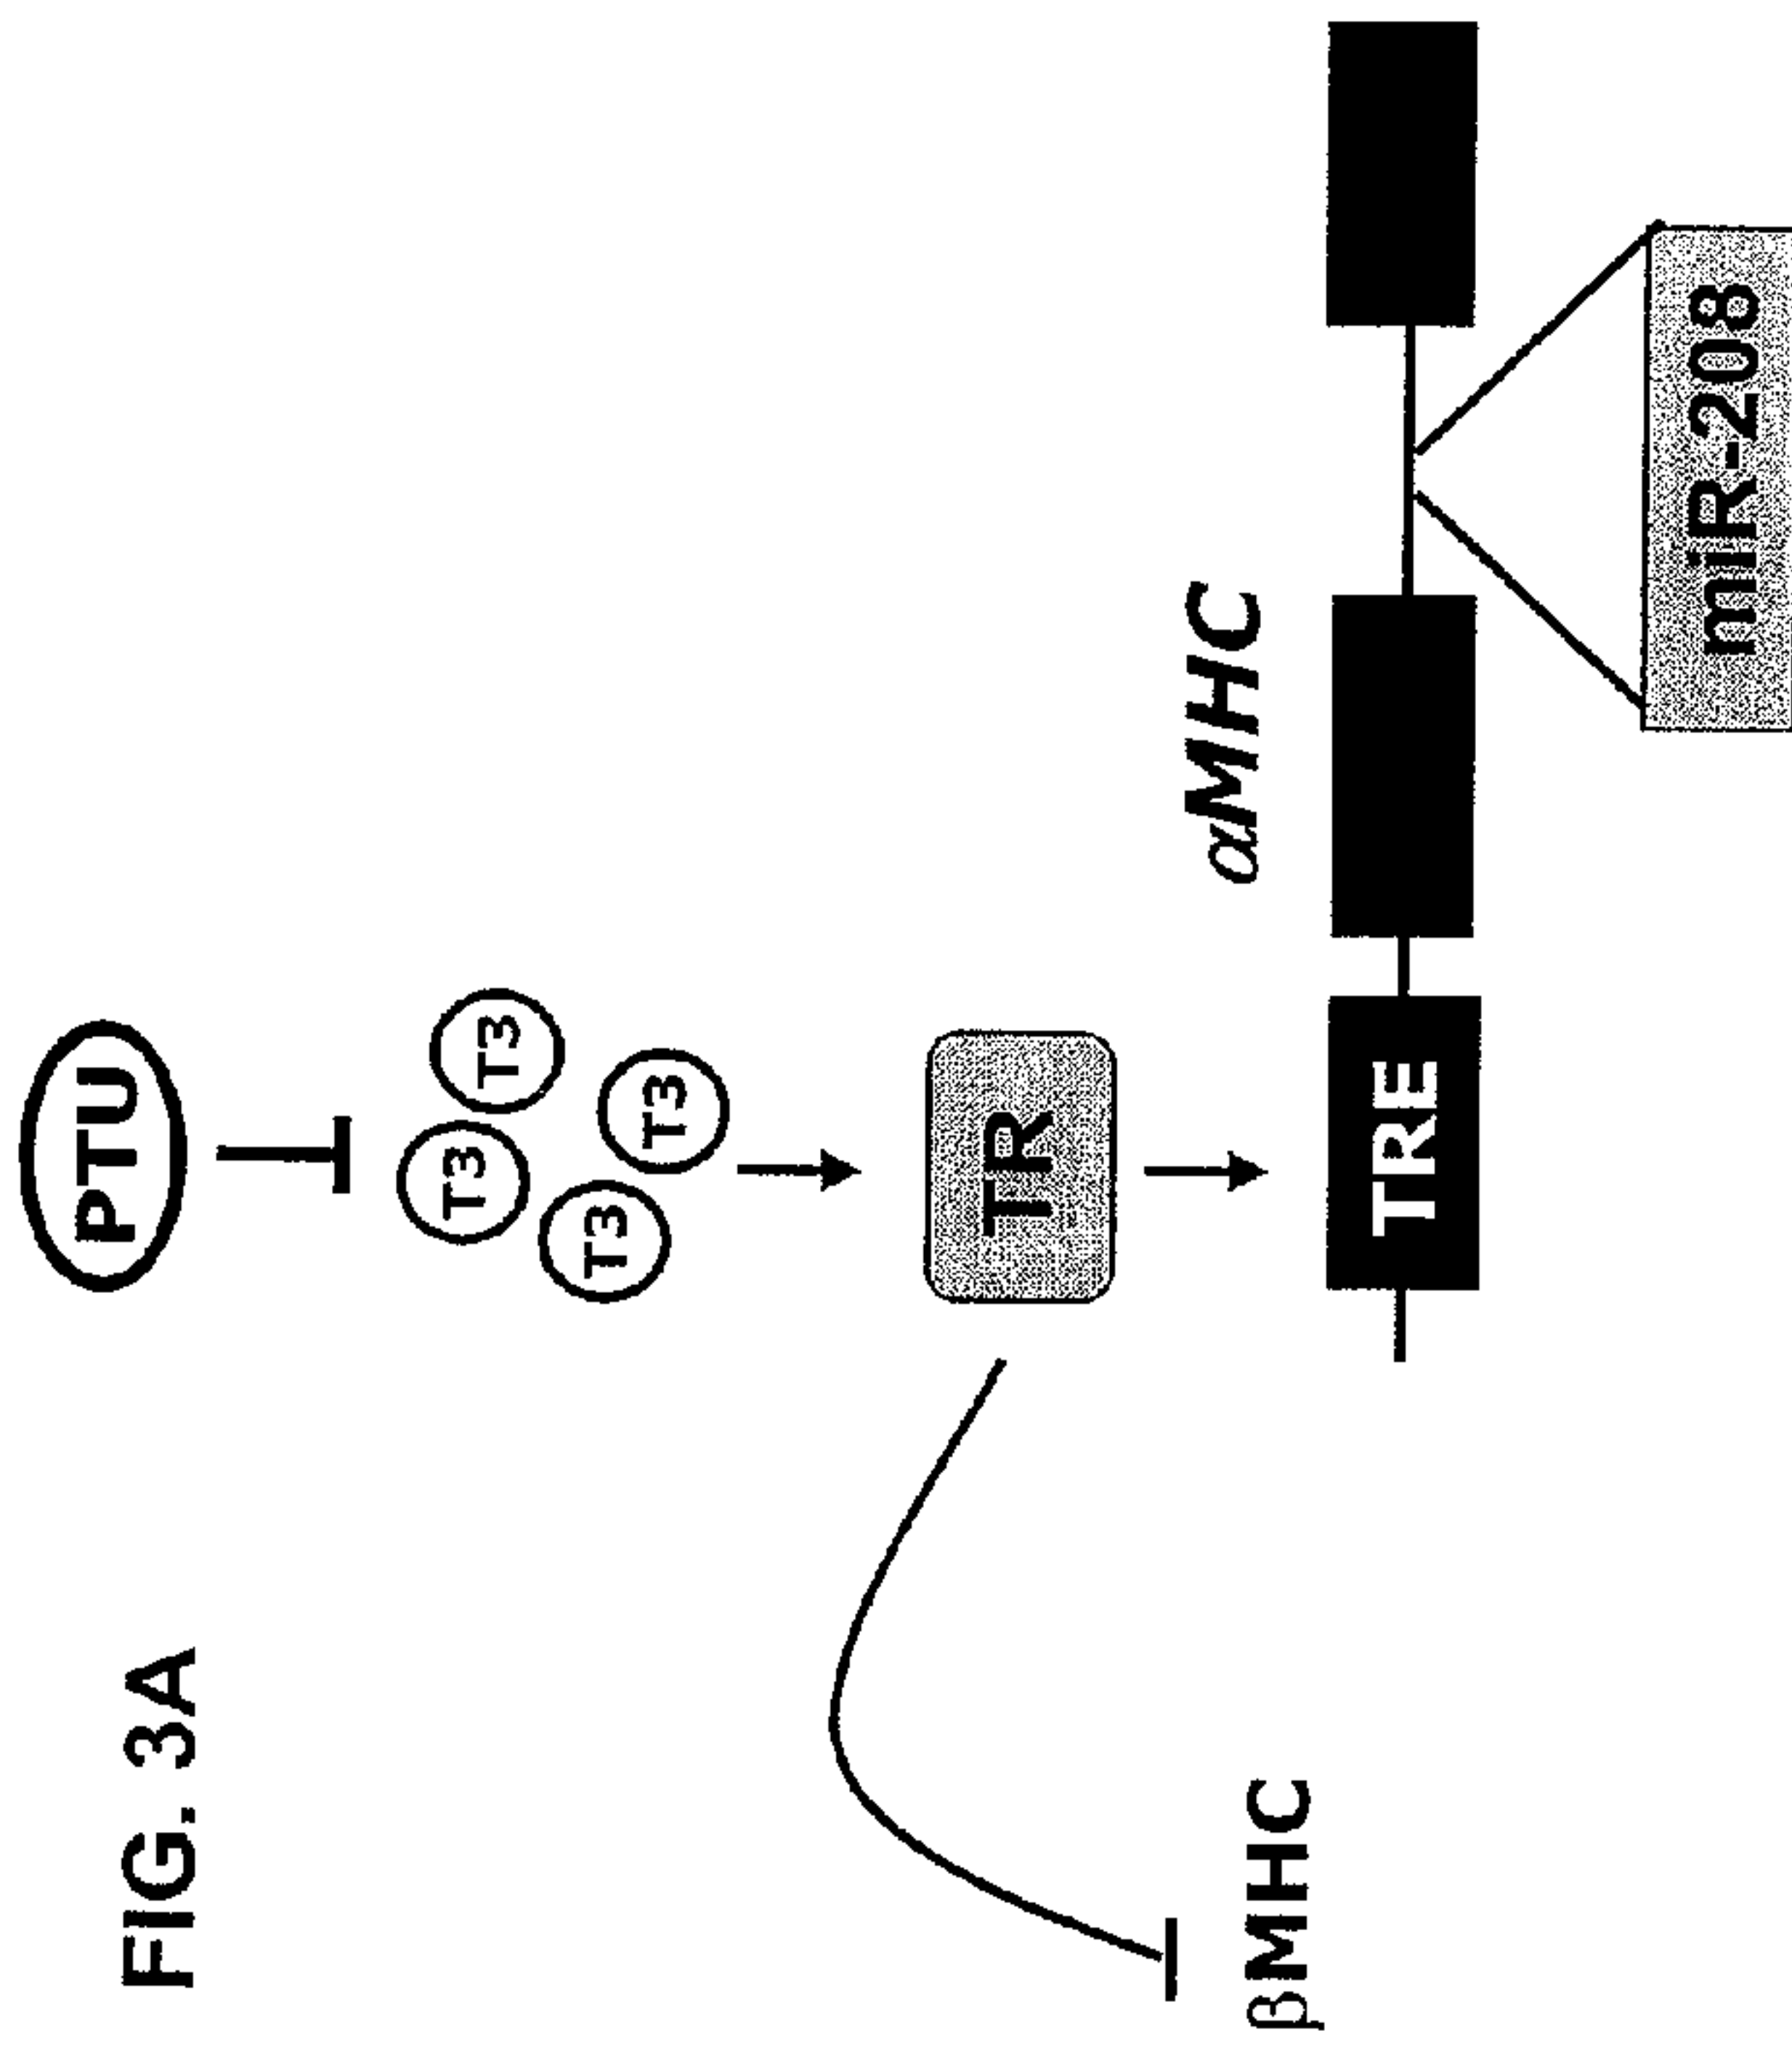 FIG. 3A
PTU
T3
T3
T3
T3
TR
βMHC
αMHC
TRE
miR-208